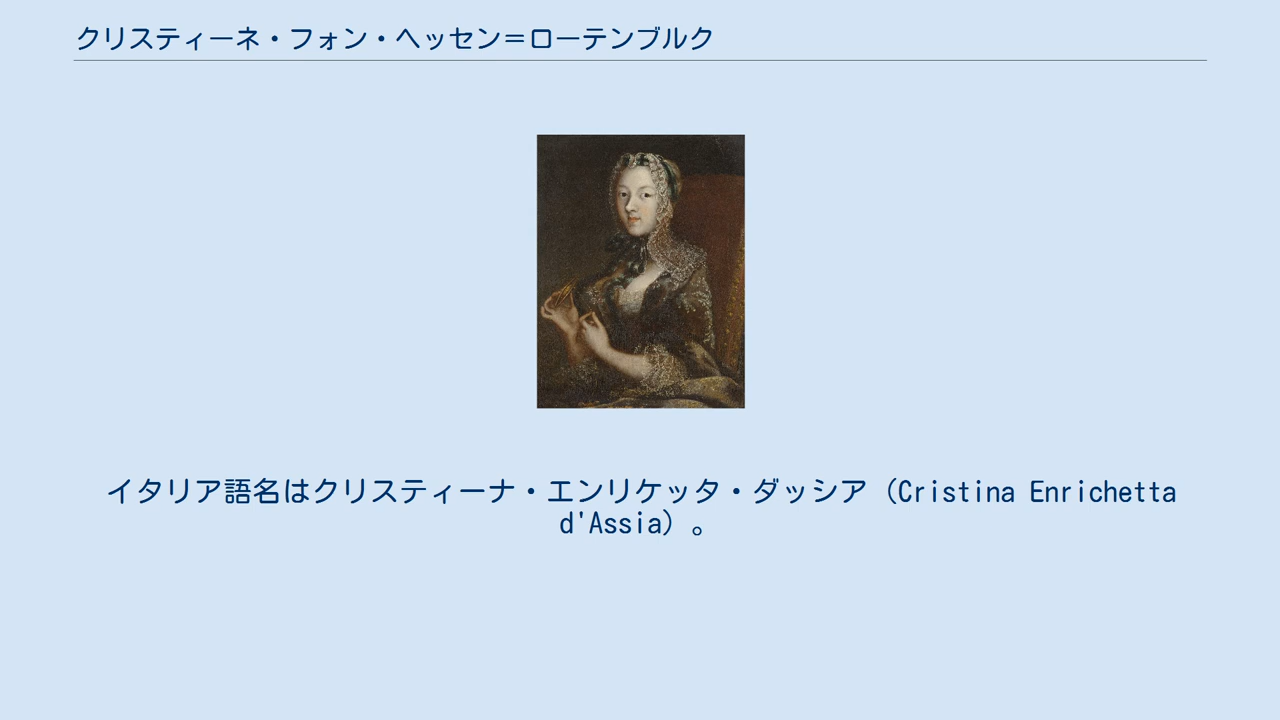 クリスティーネ・フォン・ヘッセン＝ローテンブルク
イタリア語名はクリスティーナ・エンリケッタ・ダッシア（Cristina Enrichetta
d'Assia）。